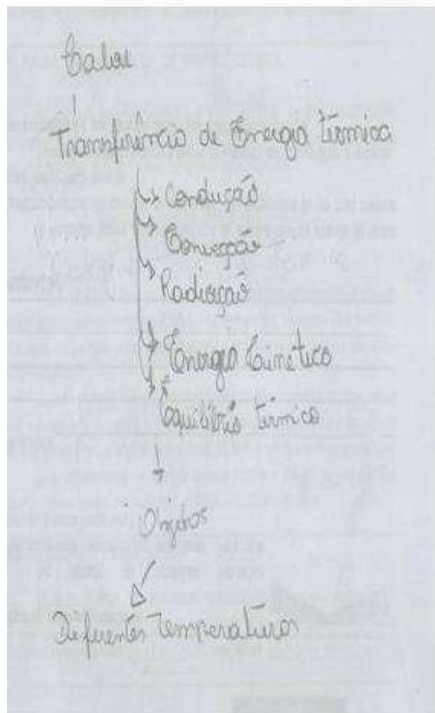 Calor
Transferência de Energia térmica
Condução
Convecção
Radiação
Energia Cinética
Equilíbrio térmico
Objetos
Diferentes Temperaturas